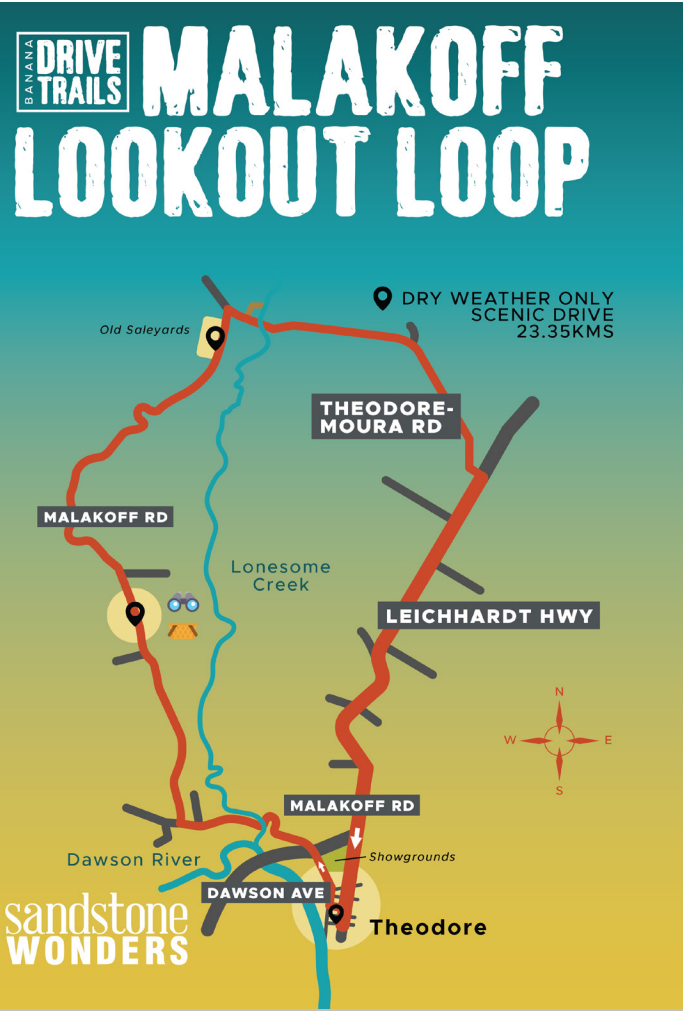 BANANA
DRIVE
TRAILS
MALAKOFF
LOOKOUT LOOP
DRY WEATHER ONLY
SCENIC DRIVE
23.35KMS
Old Saleyards
THEODORE-
MOURA RD
MALAKOFF RD
Lonesome
Creek
LEICHHARDT HWY
N
W
E
S
MALAKOFF RD
Showgrounds
Dawson River
DAWSON AVE
Theodore
sandstone
WONDERS